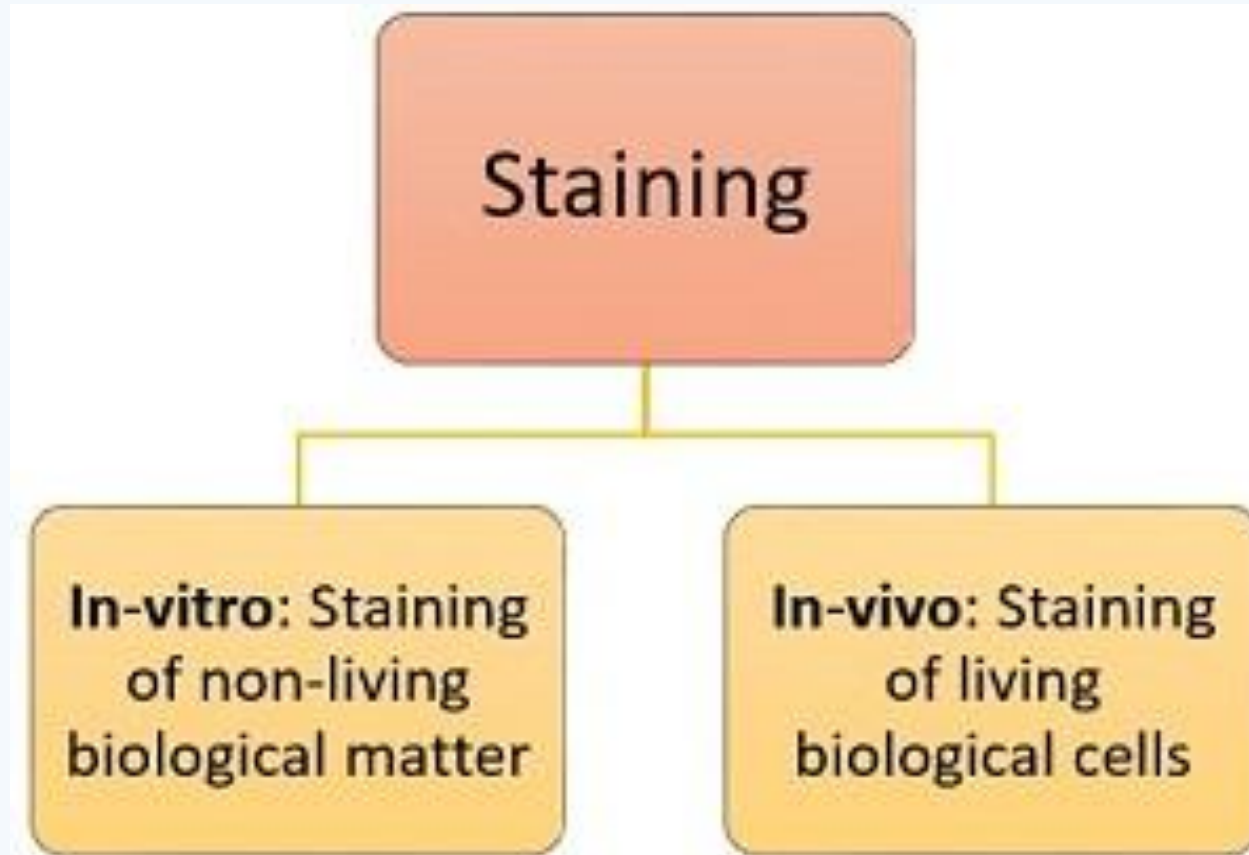 Staining
In-vitro: Staining
of non-living
biological matter
In-vivo: Staining
of living
biological cells